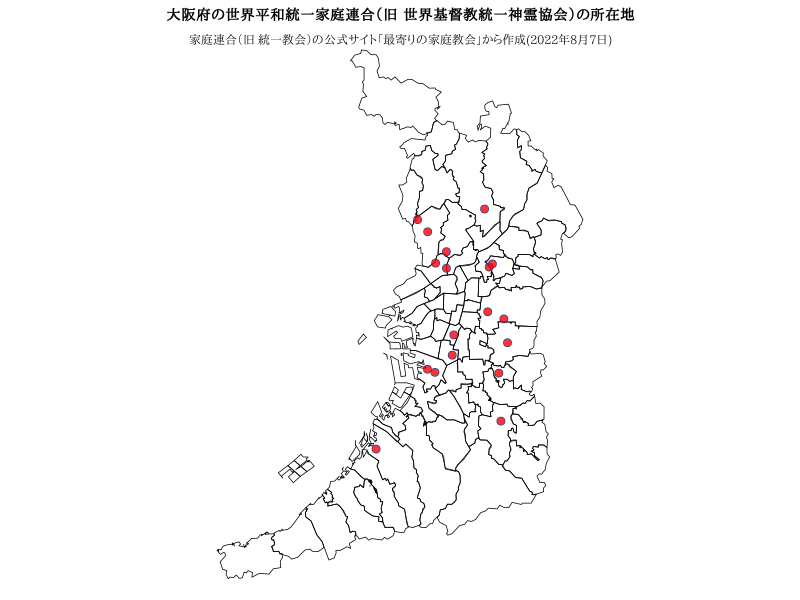 大阪府の世界平和統一家庭連合(旧 世界基督教統一神霊協会)の所在地
家庭連合(旧 統一教会)の公式サイト「最寄りの家庭教会」から作成(2022年8月7日)